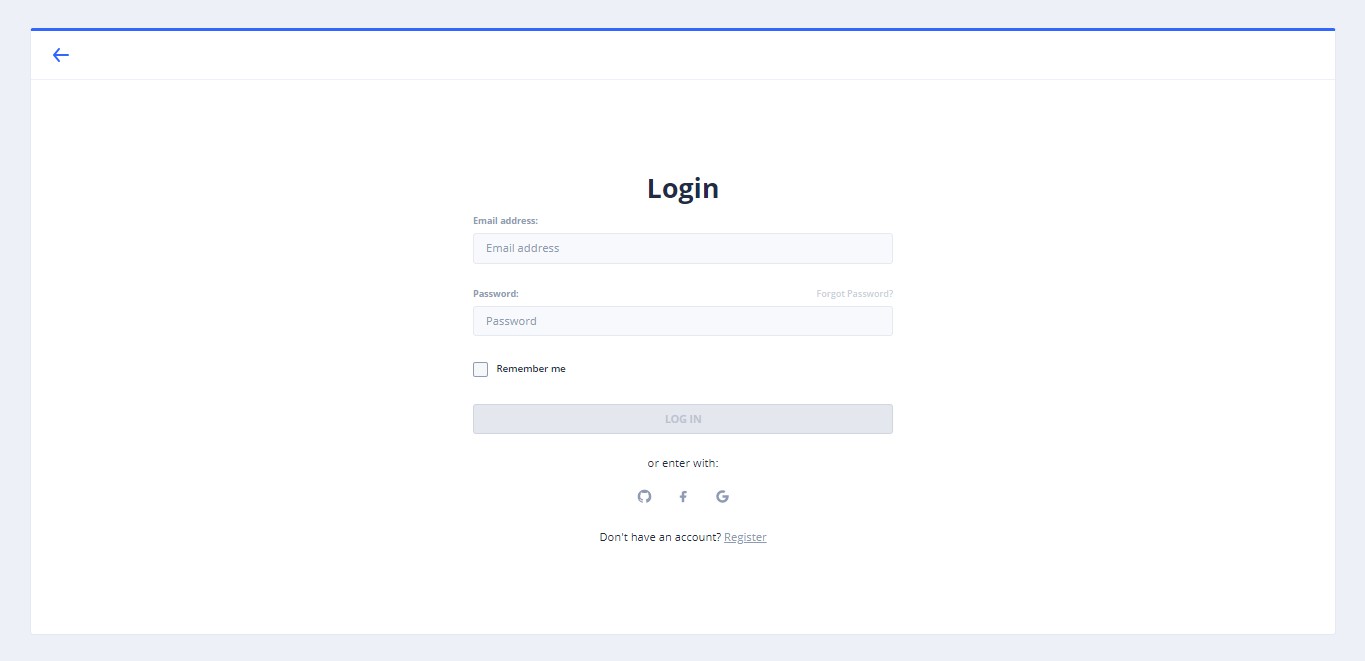 Login
Email address:
Email address
Password: Forgot Password?
Password
Remember me
LOG IN
or enter with:
Don't have an account? Register